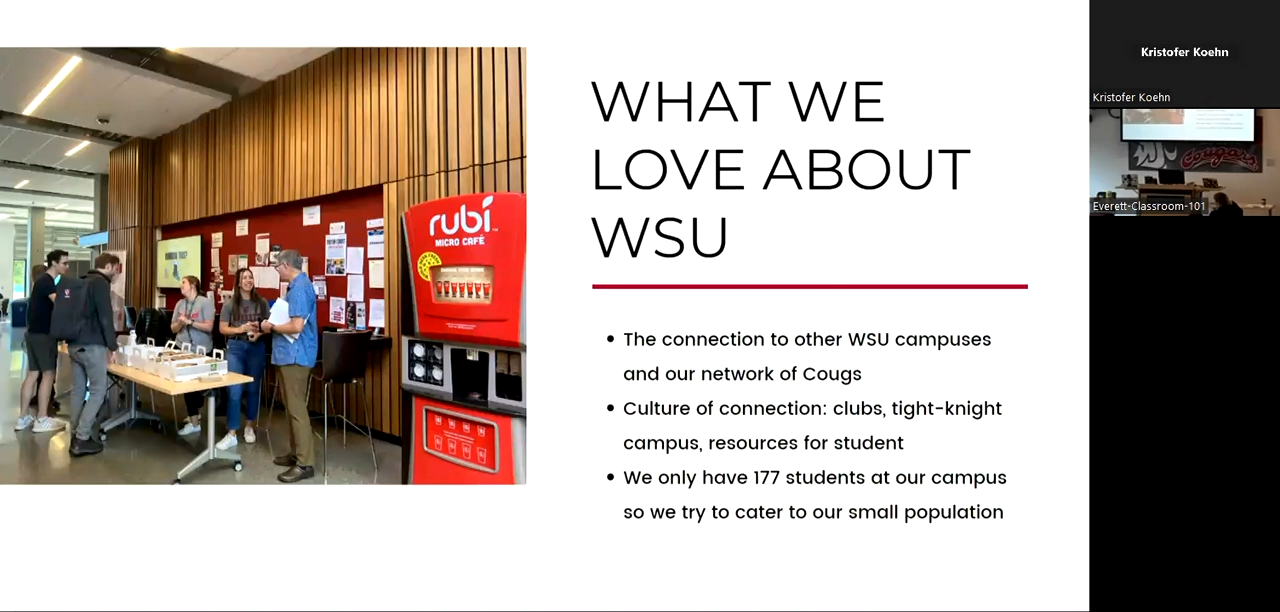 WHAT WE
LOVE ABOUT
WSU
• The connection to other WSU campuses
and our network of Cougs
• Culture of connection: clubs, tight-knight
campus, resources for student
• We only have 177 students at our campus
so we try to cater to our small population
rubi
MICRO CAFÉ
Kristofer Koehn
Kristofer Koehn
Cougars
Everett-Classroom-101